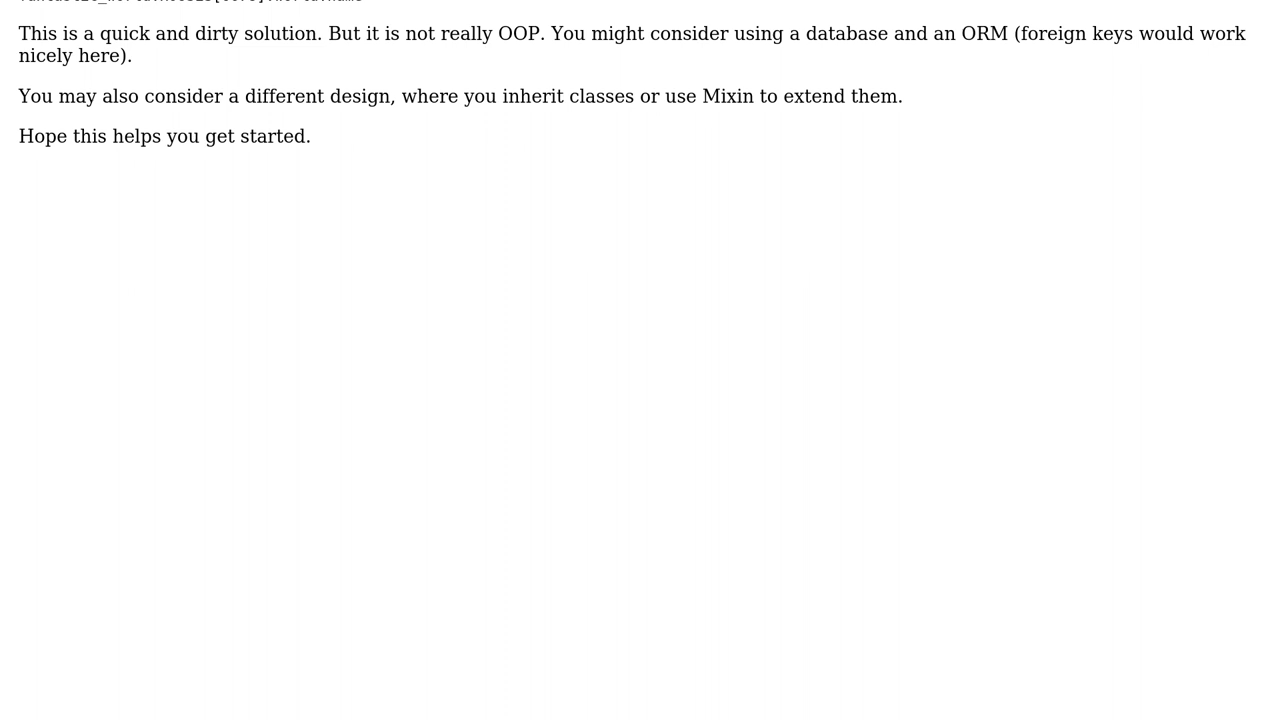 This is a quick and dirty solution. But it is not really OOP. You might consider using a database and an ORM (foreign keys would work
nicely here).
You may also consider a different design, where you inherit classes or use Mixin to extend them.
Hope this helps you get started.